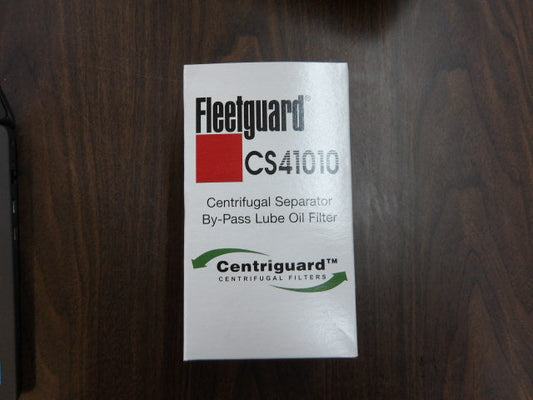 Fleetguard®
CS41010
Centrifugal Separator
By-Pass Lube Oil Filter
Centriguard™
CENTRIFUGAL FILTERS